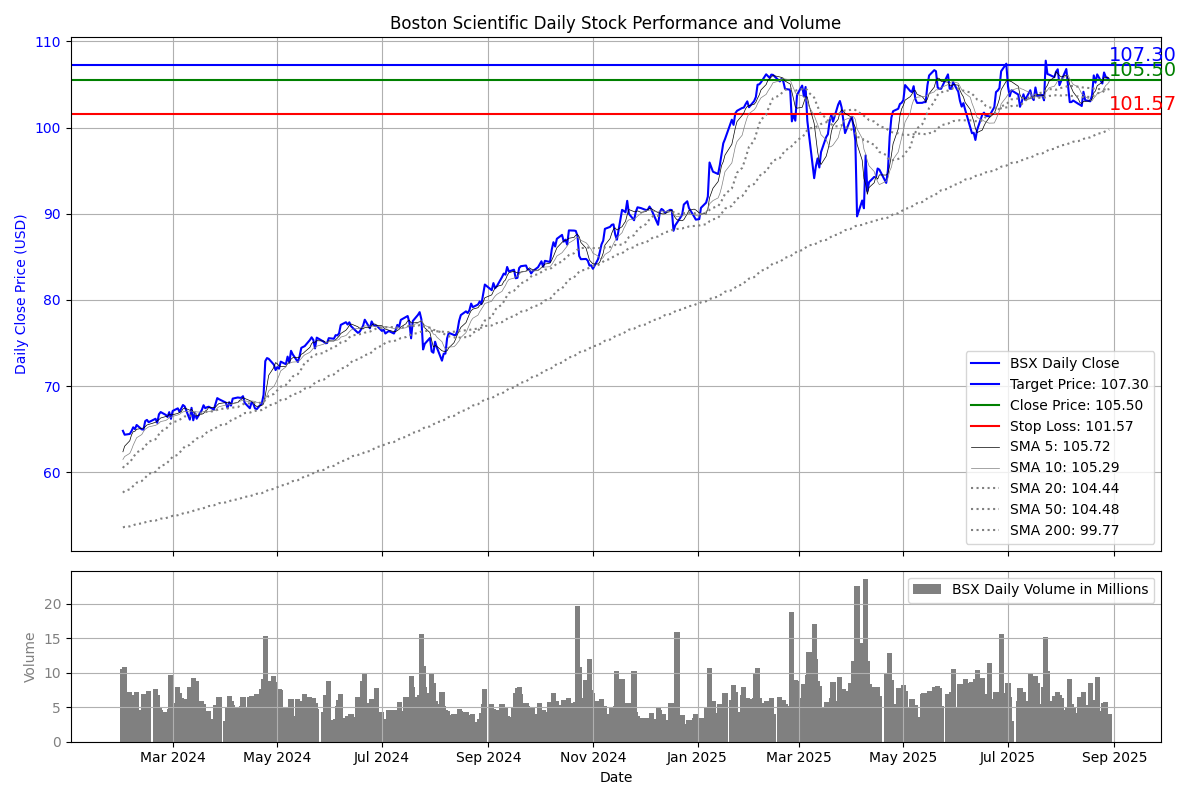 Boston Scientific Daily Stock Performance and Volume
110
100
90
80
70
60
Daily Close Price (USD)
107.30
105.50
101.57
BSX Daily Close
Target Price: 107.30
Close Price: 105.50
Stop Loss: 101.57
SMA 5: 105.72
SMA 10: 105.29
SMA 20: 104.44
SMA 50: 104.48
SMA 200: 99.77
20
15
10
5
0
Volume
BSX Daily Volume in Millions
Mar 2024 May 2024 Jul 2024 Sep 2024 Nov 2024 Jan 2025 Mar 2025 May 2025 Jul 2025 Sep 2025
Date